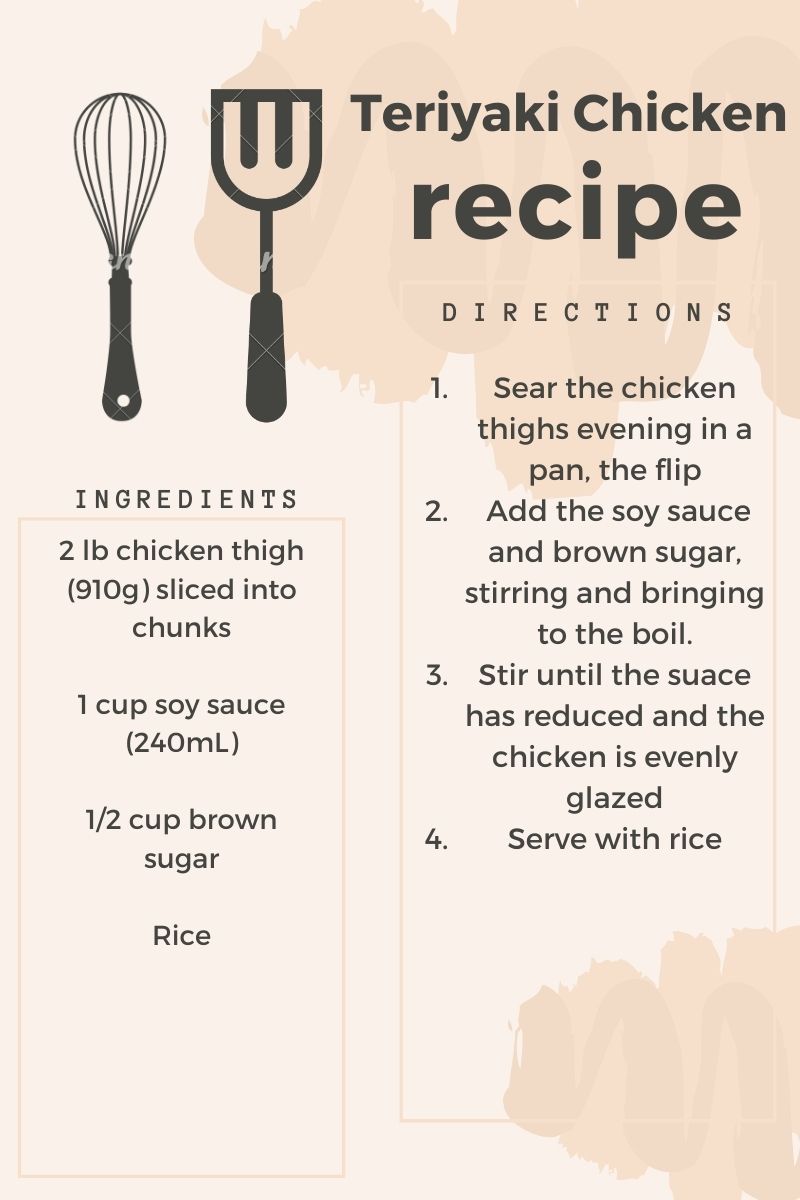 Teriyaki Chicken
recipe
DIRECTIONS
1. Sear the chicken
thighs evening in a
pan, the flip
2. Add the soy sauce
and brown sugar,
stirring and bringing
to the boil.
3. Stir until the suace
has reduced and the
chicken is evenly
glazed
4. Serve with rice
INGREDIENTS
2 lb chicken thigh
(910g) sliced into
chunks
1 cup soy sauce
(240mL)
1/2 cup brown
sugar
Rice